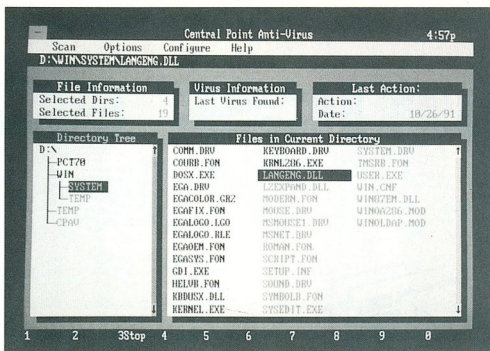 Central Point Anti-Virus 4:57p
Scan Options Configure Help
D:\WIN\SYSTEM\LANGENG.DLL
File Information
Selected Dirs: 4
Selected Files: 19
Virus Information
Last Virus Found:
Last Action:
Action:
Date: 10/26/91
Directory Tree
D:\
PCT70
WIN
SYSTEM
TEMP
TEMP
CPAV
Files in Current Directory
COMM.DRV KEYBOARD.DRV SYSTEM.DRV
COURB.FON KRNL286.EXE TMSRB.FON
DOSX.EXE LANGENG.DLL USER.EXE
EGA.DRV LZEXPAND.DLL WIN.CNF
EGACOLOR.GR2 MODERN.FON WIN87EM.DLL
EGAFIX.FON MOUSE.DRV WINOA286.MOD
EGALOGO.LGO MSMOUSE1.DRV WINOLDAP.MOD
EGALOGO.RLE MSNET.DRV
EGAOEM.FON ROMAN.FON
EGASYS.FON SCRIPT.FON
GDI.EXE SETUP.INF
HELVB.FON SOUND.DRV
KBDUSX.DLL SYMBOLB.FON
KERNEL.EXE SYSEDIT.EXE
1 2 3Stop 4 5 6 7 8 9 0